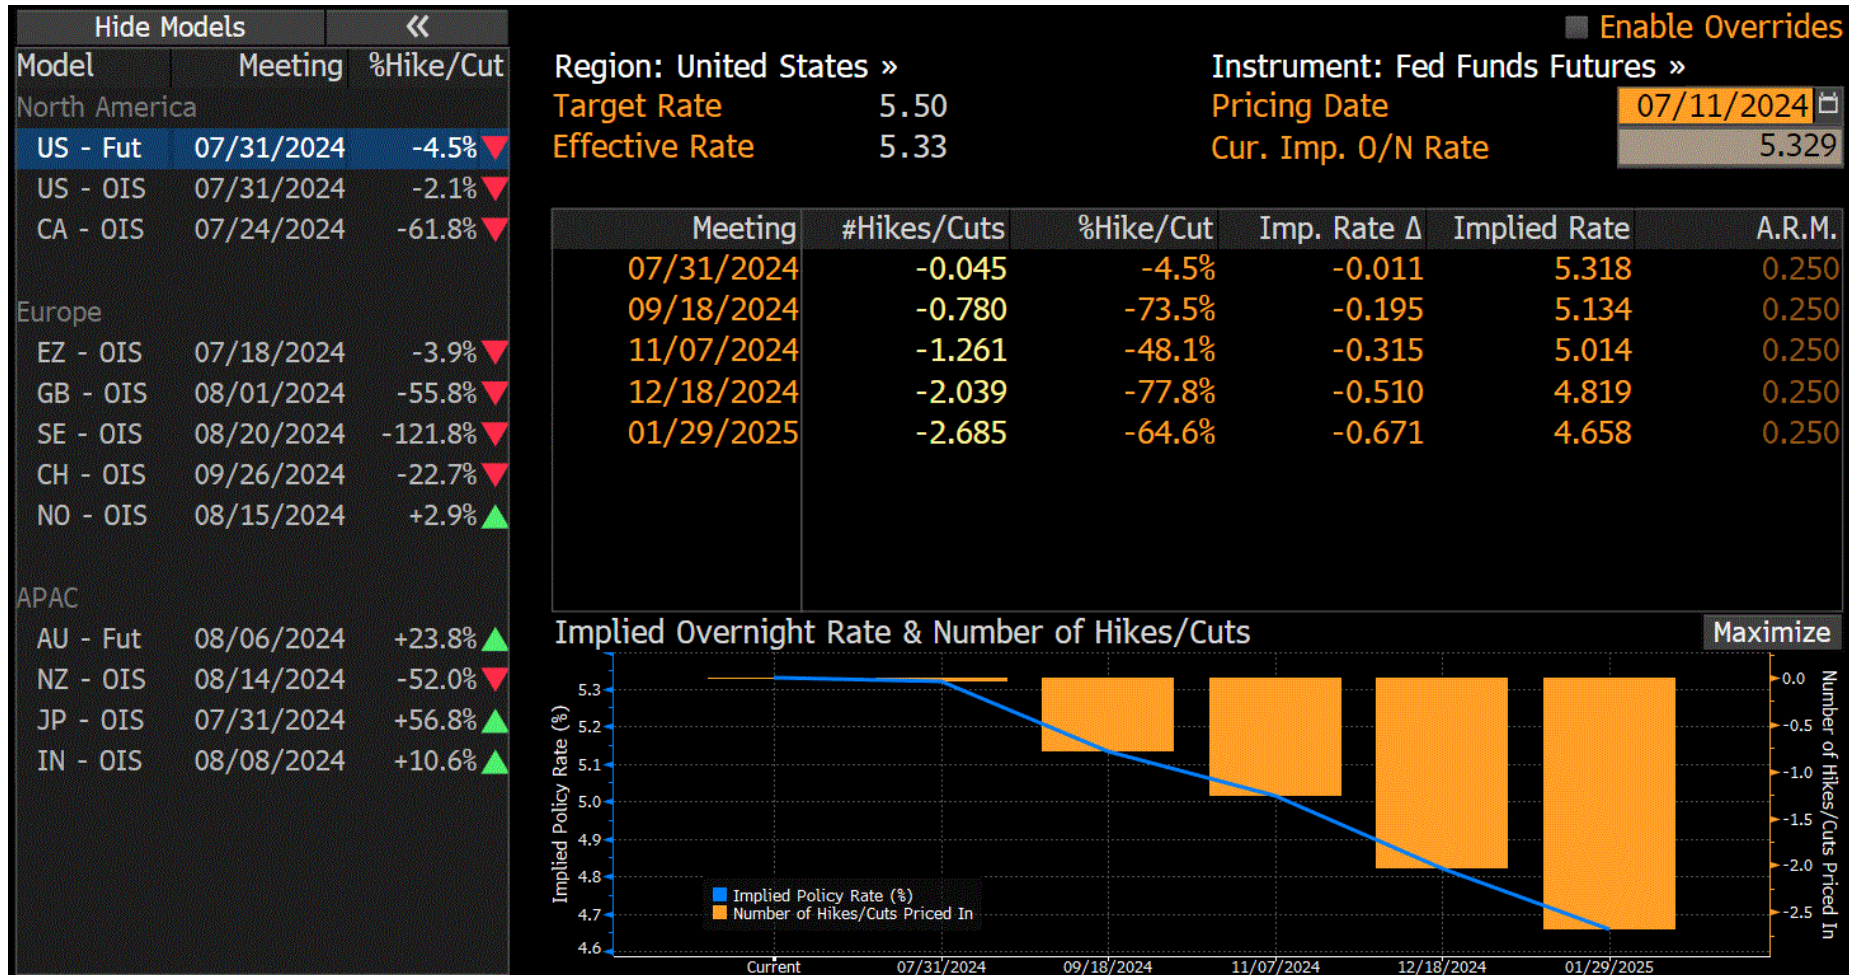 Hide Models «
Model Meeting %Hike/Cut
North America
US - Fut 07/31/2024 -4.5%
US - OIS 07/31/2024 -2.1%
CA - OIS 07/24/2024 -61.8%
Europe
EZ - OIS 07/18/2024 -3.9%
GB - OIS 08/01/2024 -55.8%
SE - OIS 08/20/2024 -121.8%
CH - OIS 09/26/2024 -22.7%
NO - OIS 08/15/2024 +2.9%
APAC
AU - Fut 08/06/2024 +23.8%
NZ - OIS 08/14/2024 -52.0%
JP - OIS 07/31/2024 +56.8%
IN - OIS 08/08/2024 +10.6%
Enable Overrides
Region: United States » Instrument: Fed Funds Futures »
Target Rate 5.50 Pricing Date 07/11/2024
Effective Rate 5.33 Cur. Imp. O/N Rate 5.329
Meeting #Hikes/Cuts %Hike/Cut Imp. Rate Δ Implied Rate A.R.M.
07/31/2024 -0.045 -4.5% -0.011 5.318 0.250
09/18/2024 -0.780 -73.5% -0.195 5.134 0.250
11/07/2024 -1.261 -48.1% -0.315 5.014 0.250
12/18/2024 -2.039 -77.8% -0.510 4.819 0.250
01/29/2025 -2.685 -64.6% -0.671 4.658 0.250
Implied Overnight Rate & Number of Hikes/Cuts Maximize
Implied Policy Rate (%)
5.3
5.2
5.1
5.0
4.9
4.8
4.7
4.6
Implied Policy Rate (%)
Number of Hikes/Cuts Priced In
0.0
-0.5
-1.0
-1.5
-2.0
-2.5
Number of Hikes/Cuts Priced In
Current 07/31/2024 09/18/2024 11/07/2024 12/18/2024 01/29/2025